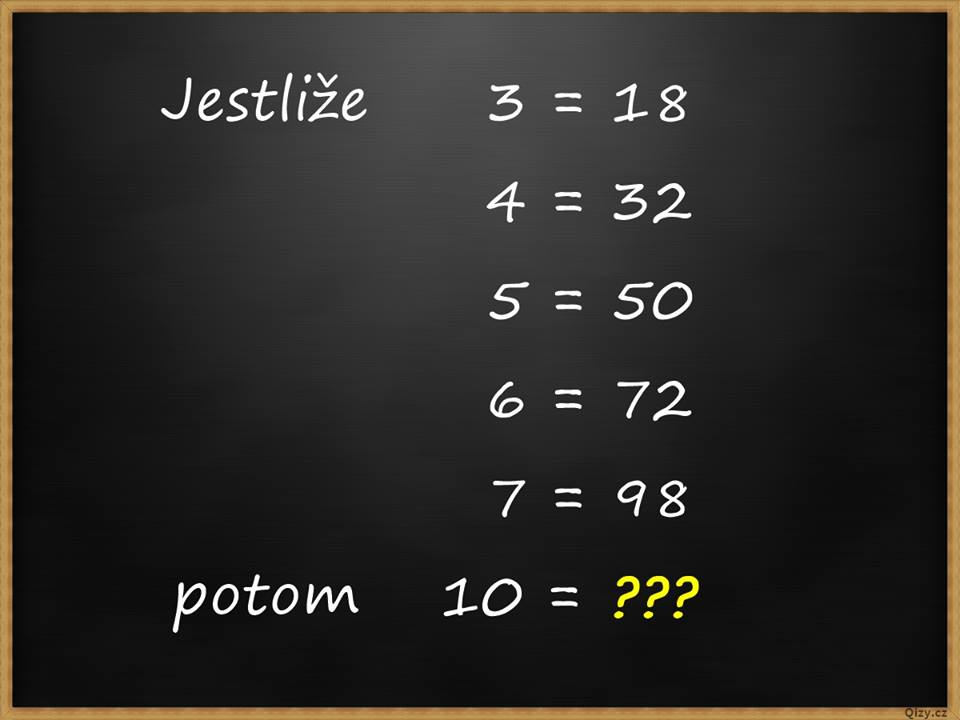 Jestliže 3 = 18
4 = 32
5 = 50
6 = 72
7 = 98
potom 10 = ???
Qizy.cz